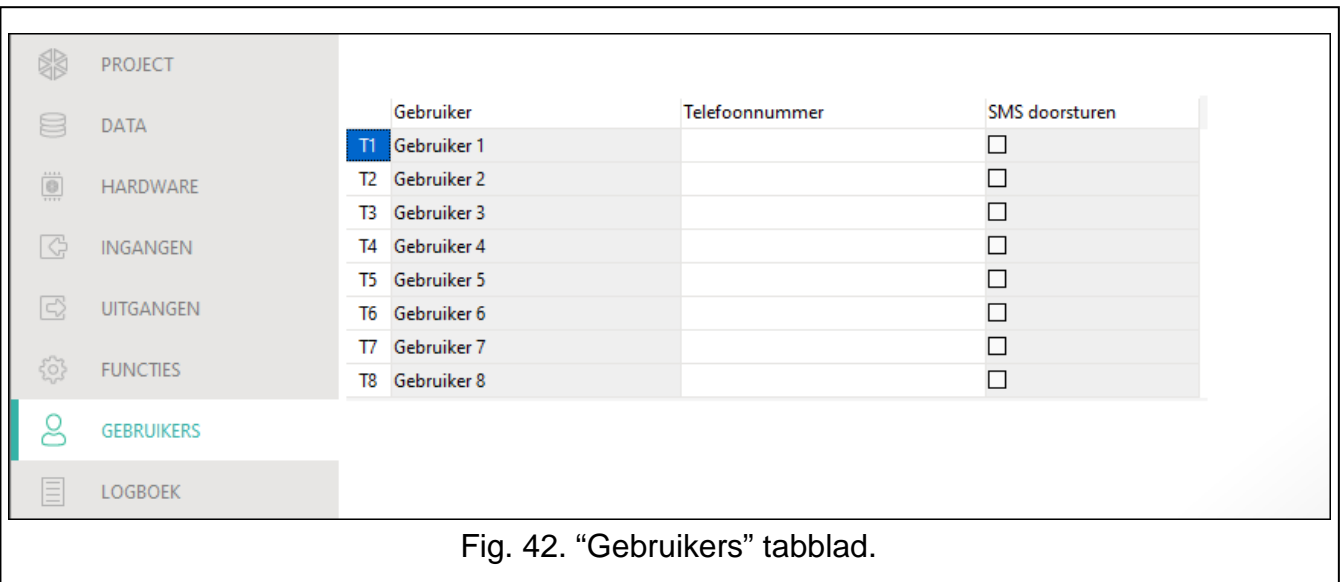 PROJECT
DATA
HARDWARE
INGANGEN
UITGANGEN
FUNCTIES
GEBRUIKERS
LOGBOEK
Gebruiker Telefoonnummer SMS doorsturen
T1 Gebruiker 1
T2 Gebruiker 2
T3 Gebruiker 3
T4 Gebruiker 4
T5 Gebruiker 5
T6 Gebruiker 6
T7 Gebruiker 7
T8 Gebruiker 8
Fig. 42. “Gebruikers” tabblad.